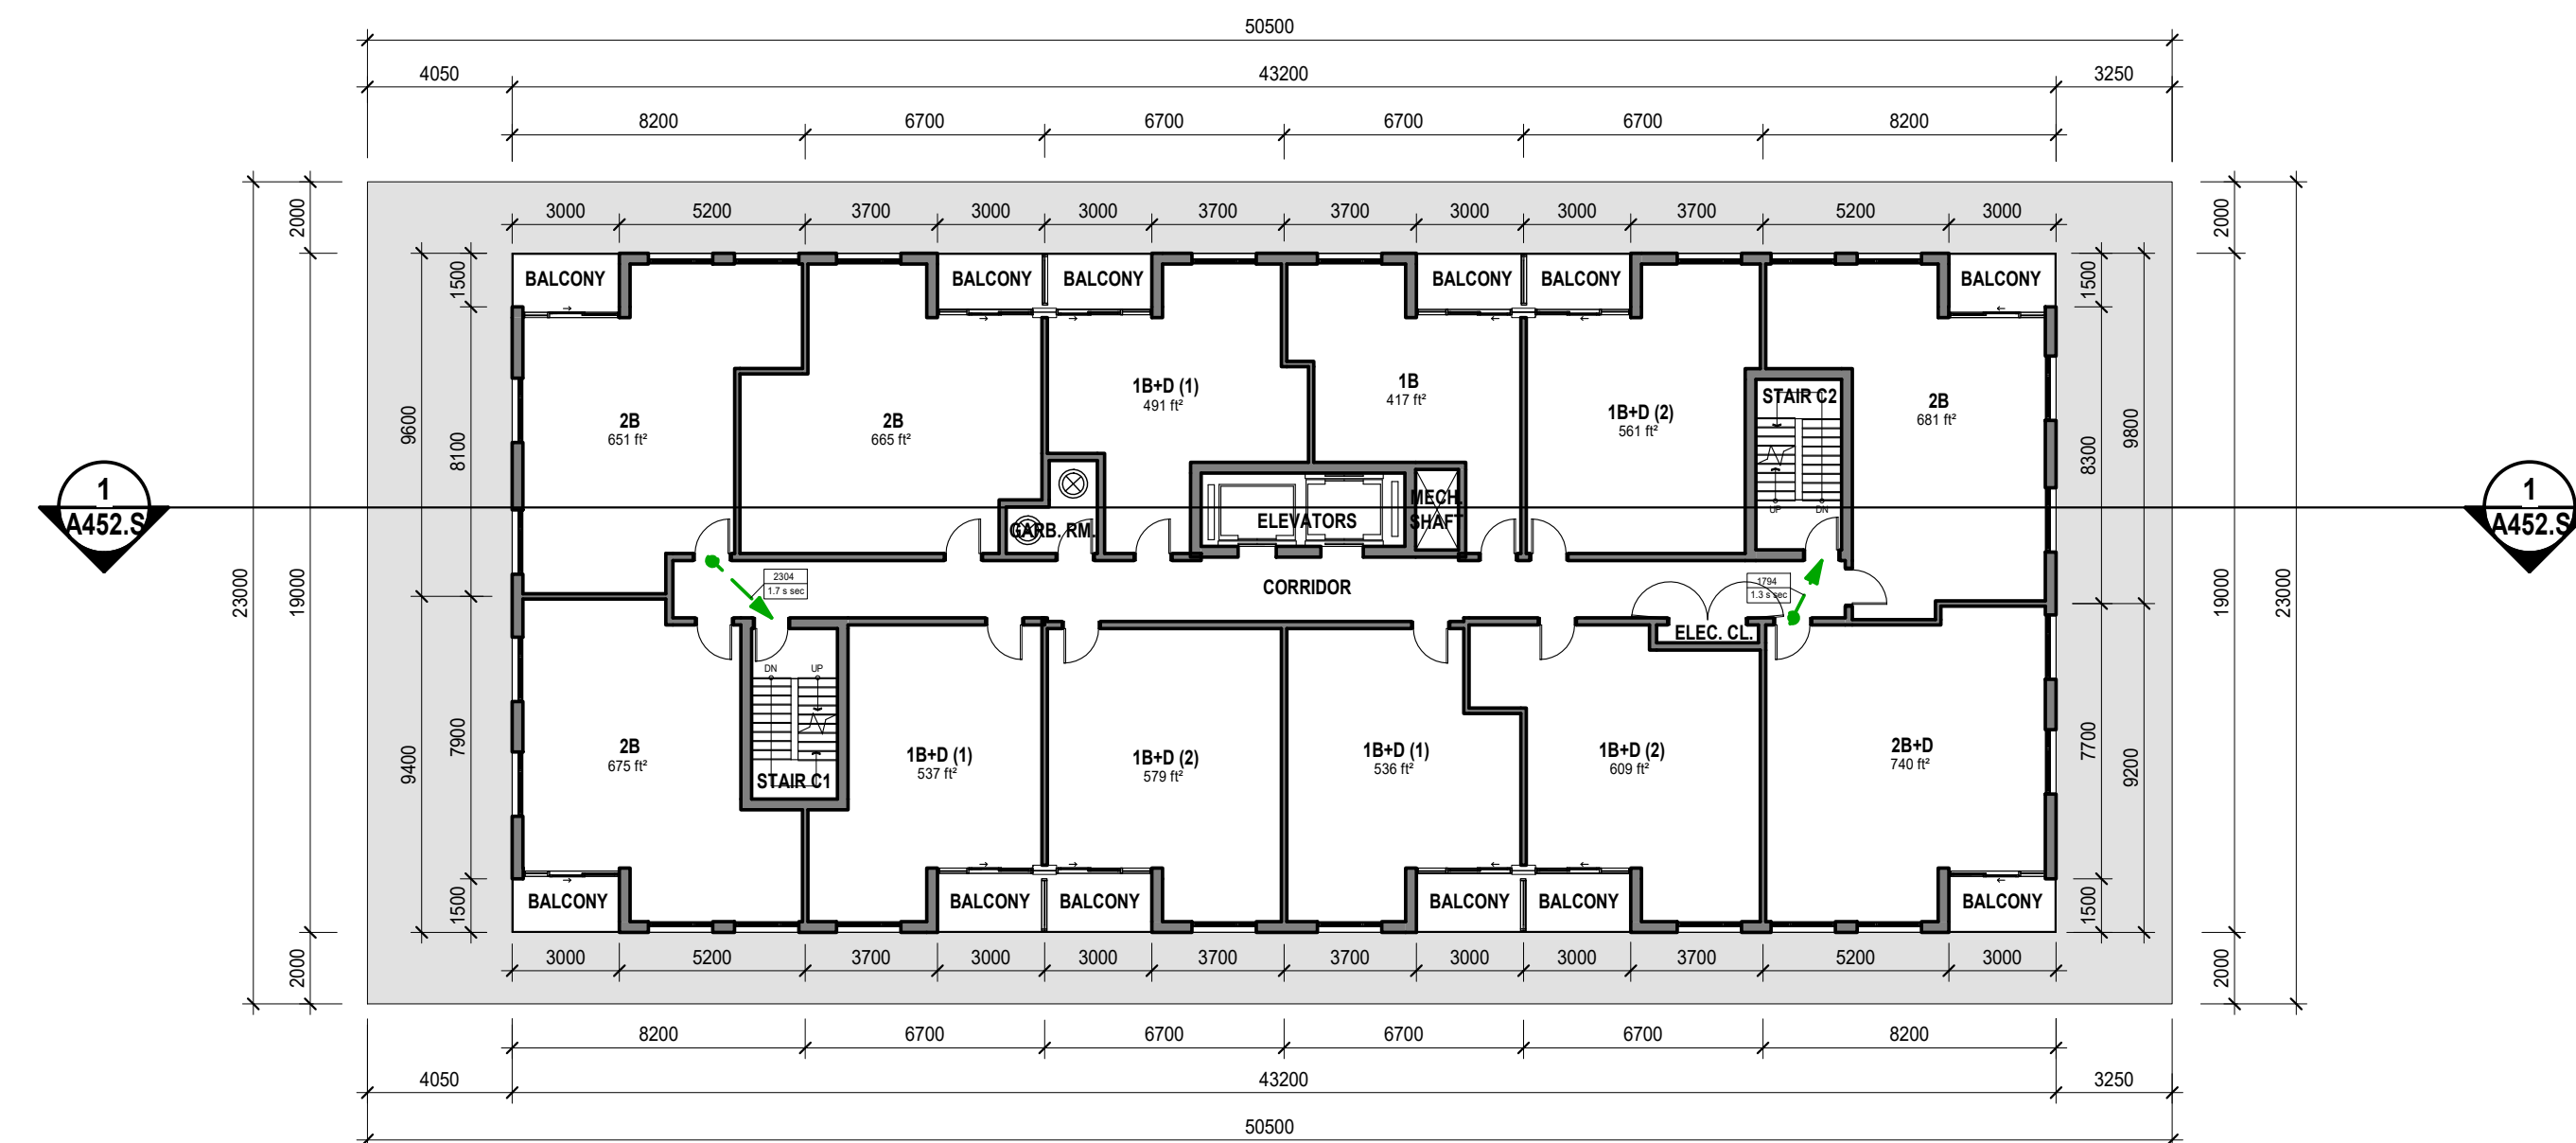 50500
4050 43200 3250
8200 6700 6700 6700 6700 8200
3000 5200 3700 3000 3000 3700 3700 3000 3000 3700 5200 3000
2000 2000
BALCONY BALCONY BALCONY BALCONY BALCONY BALCONY
1500 1500
1B+D (1) 1B STAIR C2
491 ft² 417 ft²
2B 2B 1B+D (2) 2B
651 ft² 665 ft² 561 ft² 681 ft²
9600 8100 8300 9800
1 1
A452.S A452.S
MECH.
SHAFT
ELEVATORS
GARB. RM.
UP DN
23000 19000 19000 23000
2304
1.7 s sec
CORRIDOR
1794
1.3 s sec
ELEC. CL.
DN UP
2B 1B+D (1) 1B+D (2) 1B+D (1) 1B+D (2) 2B+D
675 ft² 537 ft² 579 ft² 536 ft² 609 ft² 740 ft²
STAIR C1
9400 7900 7700 9200
BALCONY BALCONY BALCONY BALCONY BALCONY BALCONY
1500 1500
3000 5200 3700 3000 3000 3700 3700 3000 3000 3700 5200 3000
2000 2000
8200 6700 6700 6700 6700 8200
4050 43200 3250
50500